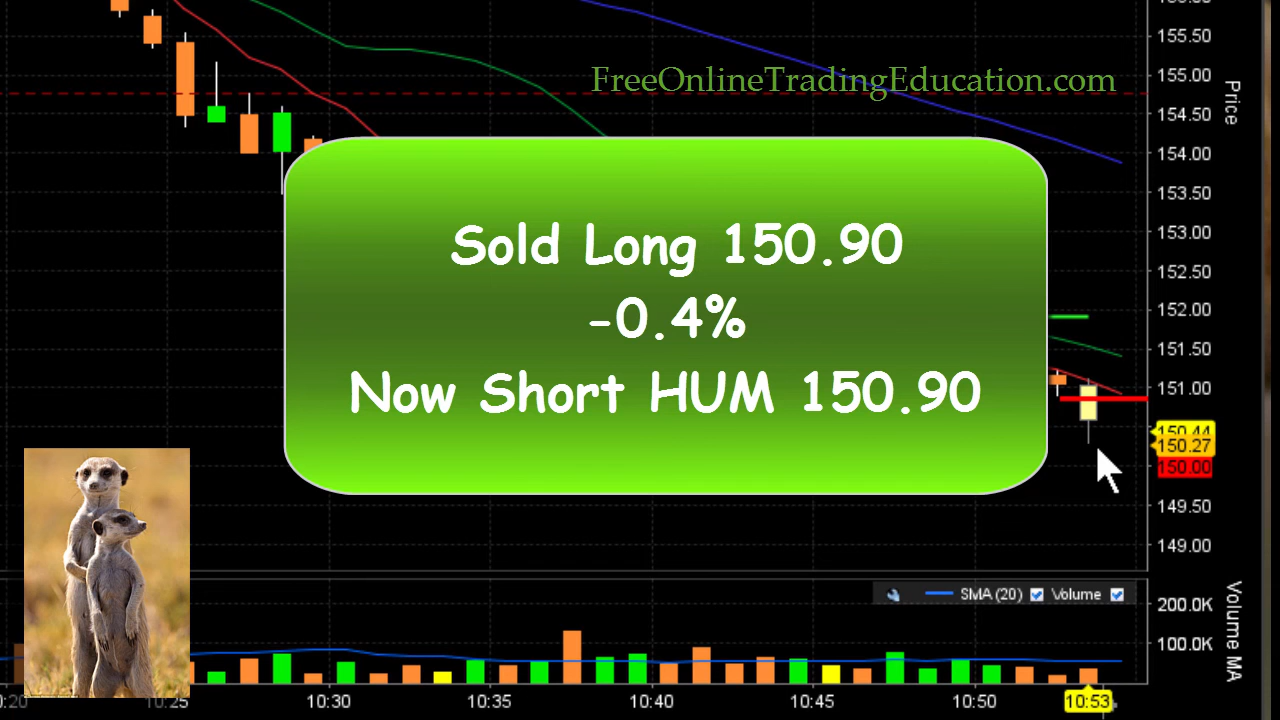 155.50
FreeOnlineTradingEducation.com
155.00
Price
154.50
154.00
153.50
Sold Long 150.90
153.00
152.50
-0.4%
152.00
151.50
Now Short HUM 150.90
151.00
150.44
150.27
150.00
149.50
149.00
SMA (20) Volume
200.0K
100.0K
Volume MA
10:25
10:30
10:35
10:40
10:45
10:50
10:53